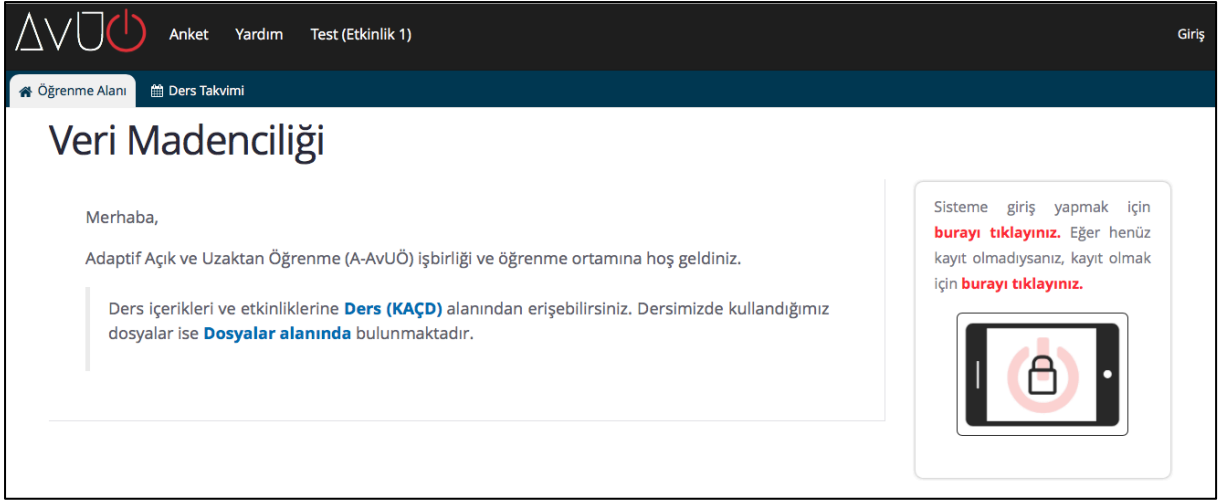 AVUÖ
Anket Yardım Test (Etkinlik 1) Giriş
Öğrenme Alanı Ders Takvimi
Veri Madenciliği
Merhaba,
Adaptif Açık ve Uzaktan Öğrenme (A-AvUÖ) işbirliği ve öğrenme ortamına hoş geldiniz.
Ders içerikleri ve etkinliklerine Ders (KAÇD) alanından erişebilirsiniz. Dersimizde kullandığımız
dosyalar ise Dosyalar alanında bulunmaktadır.
Sisteme giriş yapmak için
burayı tıklayınız. Eğer henüz
kayıt olmadıysanız, kayıt olmak
için burayı tıklayınız.